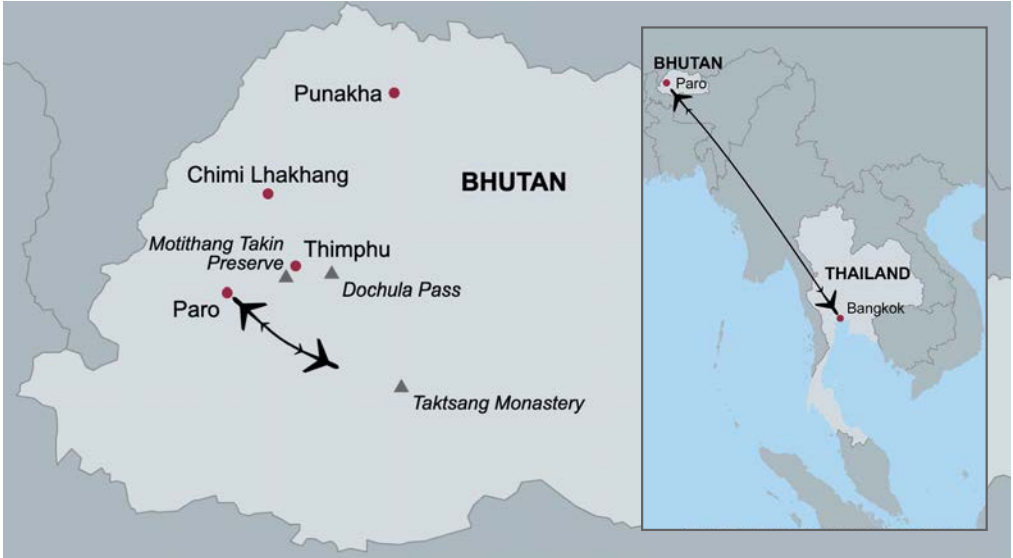 Punakha
Chimi Lhakhang
BHUTAN
Motithang Takin
Preserve
Thimphu
Dochula Pass
Paro
Taktsang Monastery
BHUTAN
Paro
THAILAND
Bangkok